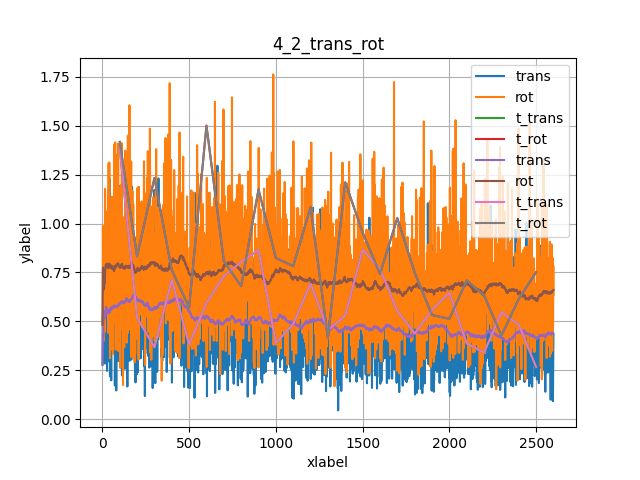 4_2_trans_rot
ylabel
1.75
1.50
1.25
1.00
0.75
0.50
0.25
0.00
trans
rot
t_trans
t_rot
trans
rot
t_trans
t_rot
0
500
1000
1500
2000
2500
xlabel